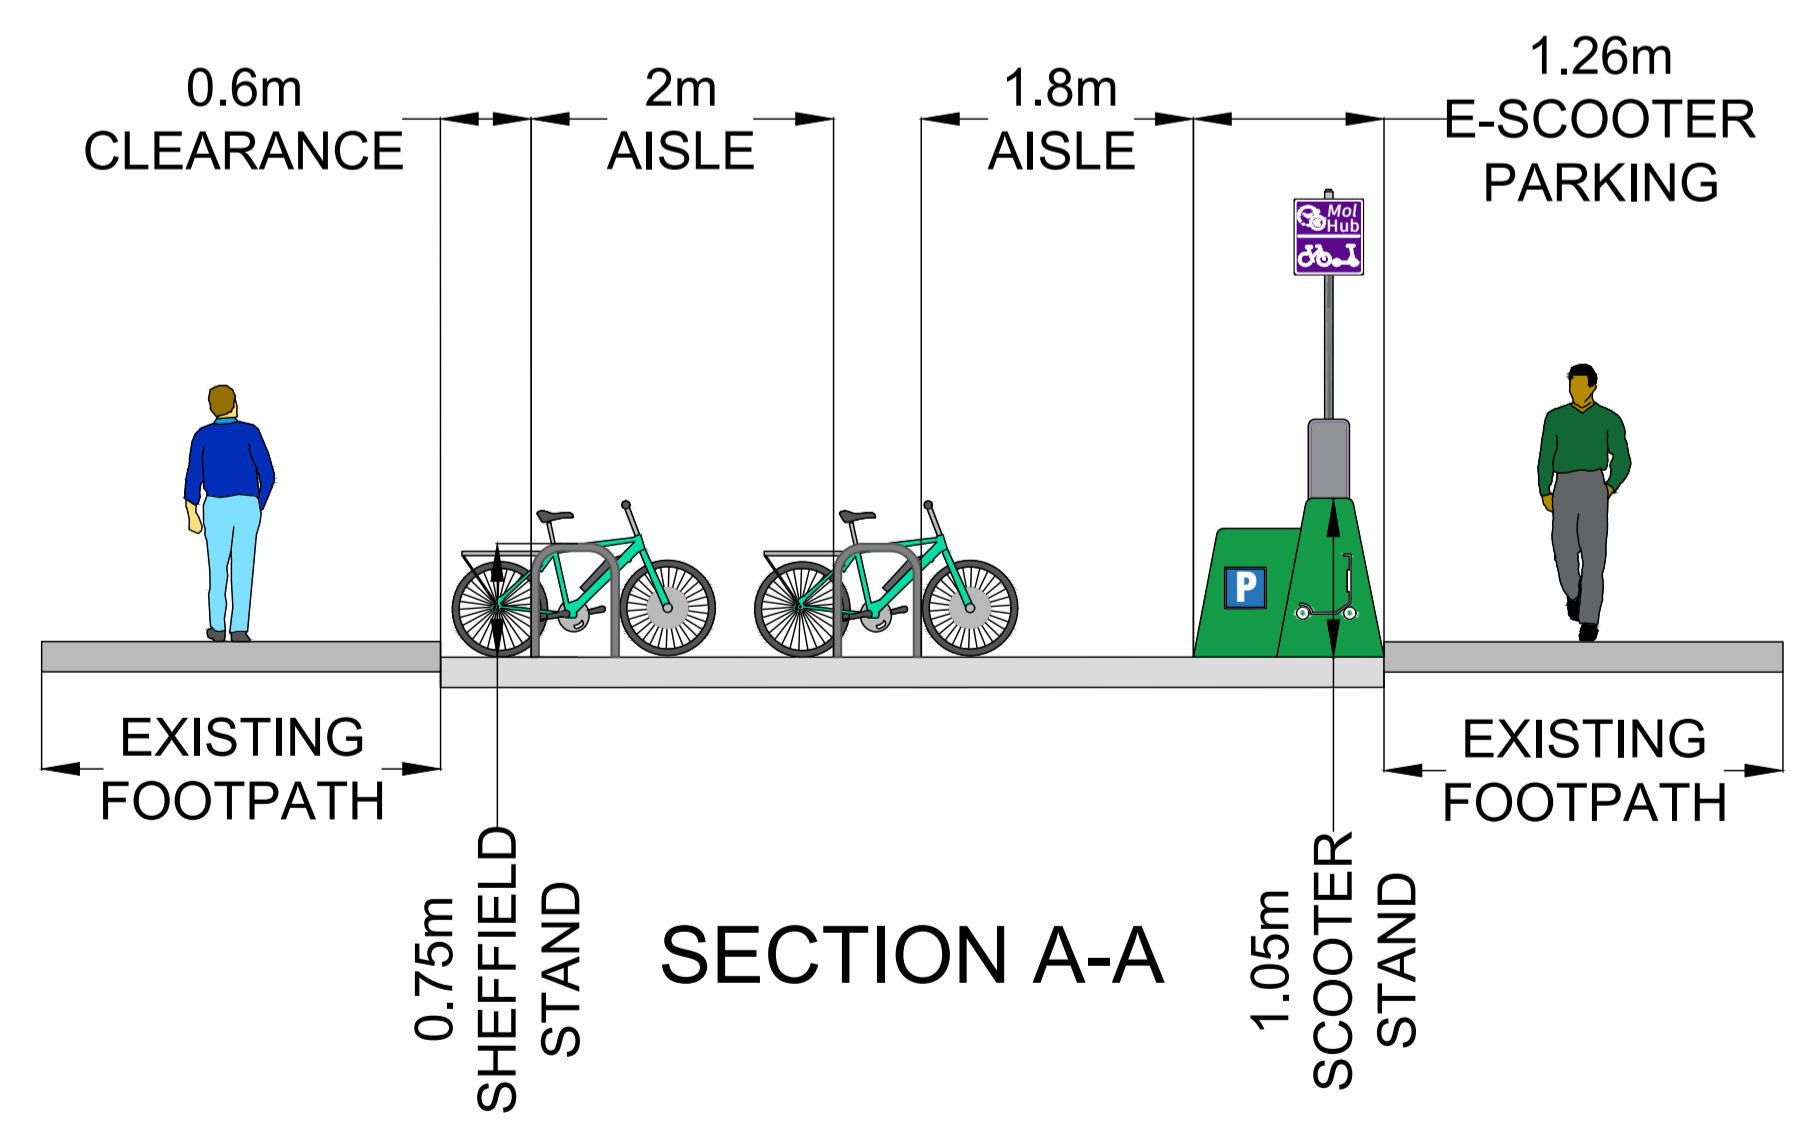 0.6m
CLEARANCE
2m
AISLE
1.8m
AISLE
1.26m
E-SCOOTER
PARKING
Mol
Hub
P
EXISTING
FOOTPATH
EXISTING
FOOTPATH
0.75m
SHEFFIELD
STAND
SECTION A-A
1.05m
SCOOTER
STAND